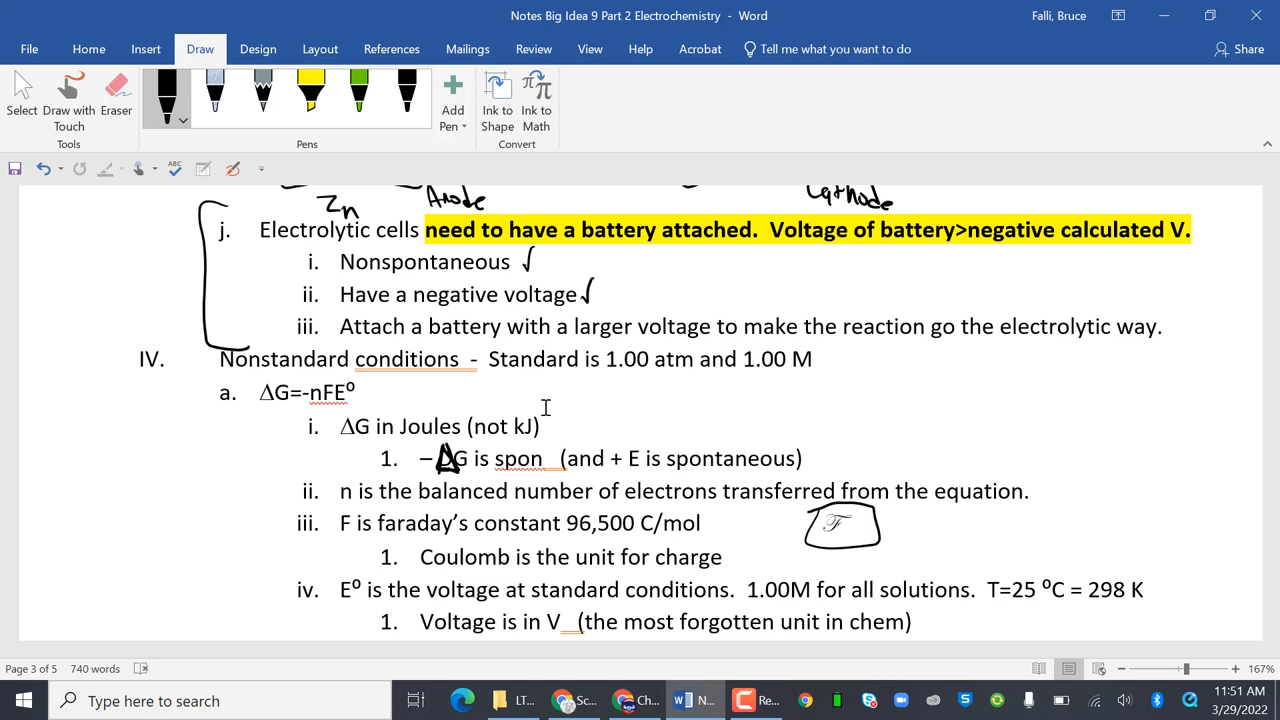 Notes Big Idea 9 Part 2 Electrochemistry - Word
Falli, Bruce
File Home Insert Draw Design Layout References Mailings Review View Help Acrobat Tell me what you want to do Share
Select Draw with Touch Eraser Add Pen Ink to Shape Ink to Math
Tools Pens Convert
ABC
Zn Anode Cathode
j. Electrolytic cells need to have a battery attached. Voltage of battery>negative calculated V.
i. Nonspontaneous √
ii. Have a negative voltage √
iii. Attach a battery with a larger voltage to make the reaction go the electrolytic way.
IV. Nonstandard conditions - Standard is 1.00 atm and 1.00 M
a. ΔG=-nFEº
i. ΔG in Joules (not kJ)
1. –ΔG is spon (and + E is spontaneous)
ii. n is the balanced number of electrons transferred from the equation.
iii. F is faraday's constant 96,500 C/mol ℱ
1. Coulomb is the unit for charge
iv. Eº is the voltage at standard conditions. 1.00M for all solutions. T=25 ºC = 298 K
1. Voltage is in V (the most forgotten unit in chem)
Page 3 of 5 740 words 167%
Type here to search LT... Sc... Ch... N... Re... 11:51 AM
3/29/2022